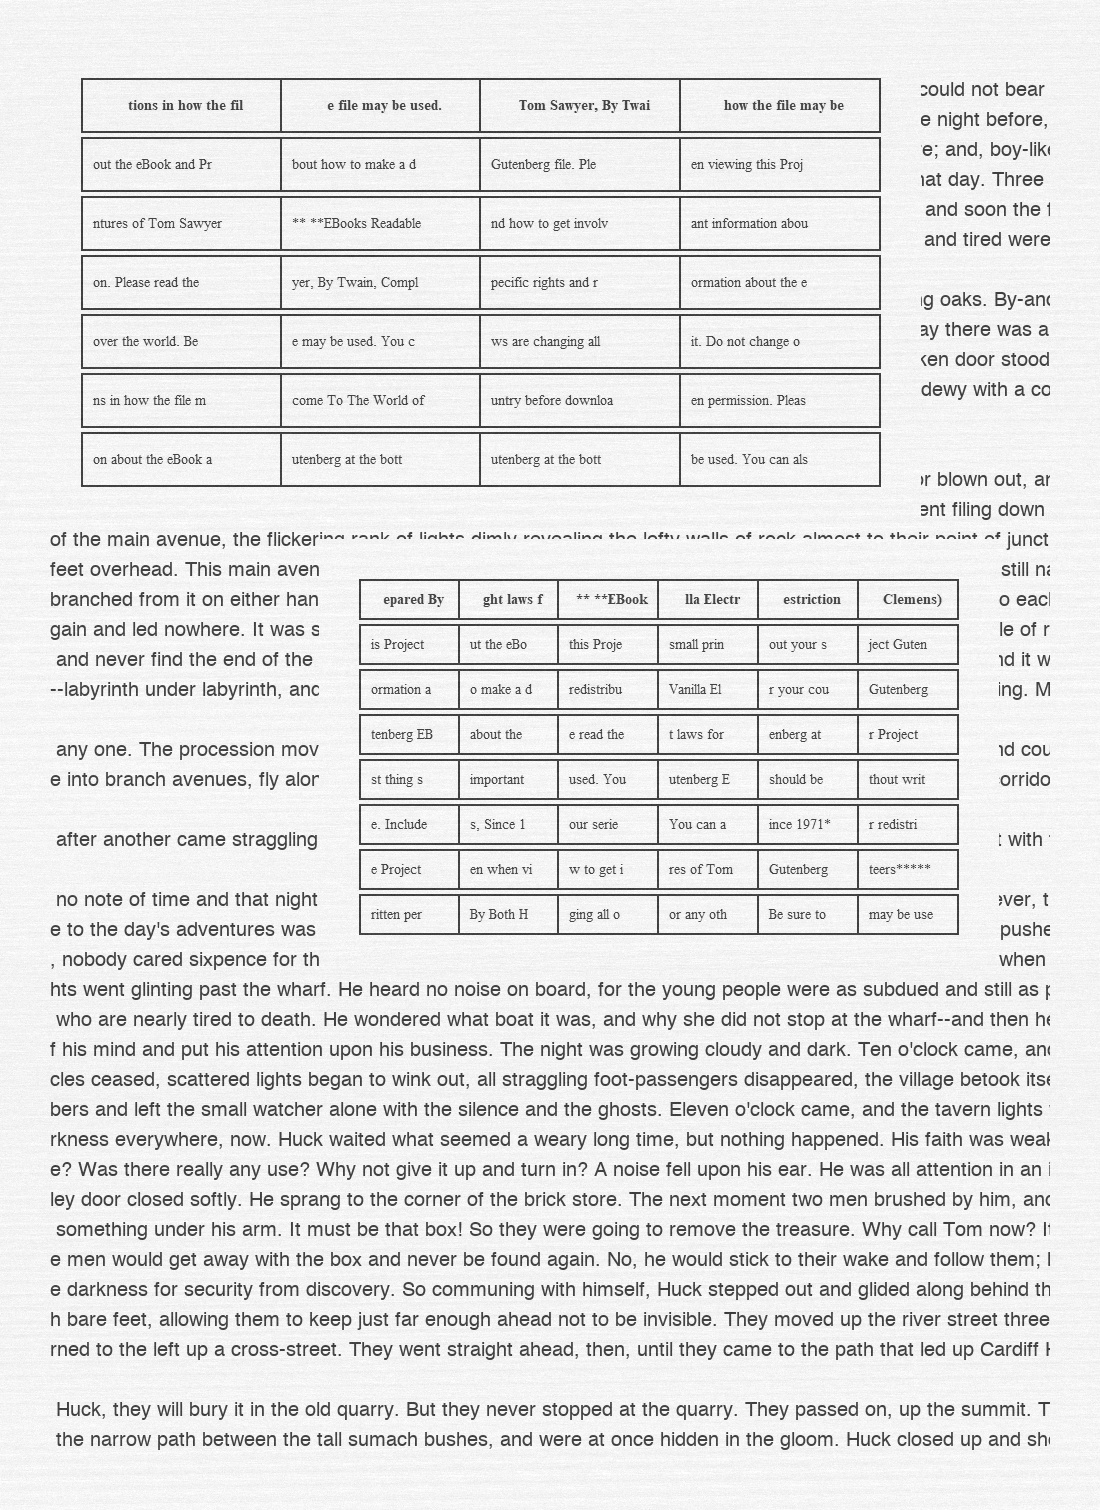 tions in how the fil e file may be used. Tom Sawyer, By Twai how the file may be
out the eBook and Pr bout how to make a d Gutenberg file. Ple en viewing this Proj
ntures of Tom Sawyer ** **EBooks Readable nd how to get involv ant information abou
on. Please read the yer, By Twain, Compl pecific rights and r ormation about the e
over the world. Be e may be used. You c ws are changing all it. Do not change o
ns in how the file m come To The World of untry before downloa en permission. Pleas
on about the eBook a utenberg at the bott utenberg at the bott be used. You can als
could not bear
e night before,
e; and, boy-like
hat day. Three
and soon the f
and tired were
g oaks. By-and
ay there was a
ken door stood
dewy with a co
or blown out, an
ent filing down
of the main avenue, the flickering rank of lights dimly revealing the lofty walls of rock almost to their point of junct
feet overhead. This main aven still na
branched from it on either han o each
gain and led nowhere. It was s le of r
and never find the end of the nd it w
--labyrinth under labyrinth, and ing. M
any one. The procession mov nd cou
e into branch avenues, fly alon orrido
after another came straggling t with
no note of time and that night ever, t
e to the day's adventures was pushe
, nobody cared sixpence for th when
epared By ght laws f ** **EBook lla Electr estriction Clemens)
is Project ut the eBo this Proje small prin out your s ject Guten
ormation a o make a d redistribu Vanilla El r your cou Gutenberg
tenberg EB about the e read the t laws for enberg at r Project
st thing s important used. You utenberg E should be thout writ
e. Include s, Since 1 our serie You can a ince 1971* r redistri
e Project en when vi w to get i res of Tom Gutenberg teers*****
ritten per By Both H ging all o or any oth Be sure to may be use
hts went glinting past the wharf. He heard no noise on board, for the young people were as subdued and still as p
who are nearly tired to death. He wondered what boat it was, and why she did not stop at the wharf--and then he
f his mind and put his attention upon his business. The night was growing cloudy and dark. Ten o'clock came, and
cles ceased, scattered lights began to wink out, all straggling foot-passengers disappeared, the village betook itse
bers and left the small watcher alone with the silence and the ghosts. Eleven o'clock came, and the tavern lights
rkness everywhere, now. Huck waited what seemed a weary long time, but nothing happened. His faith was weak
e? Was there really any use? Why not give it up and turn in? A noise fell upon his ear. He was all attention in an i
ley door closed softly. He sprang to the corner of the brick store. The next moment two men brushed by him, and
something under his arm. It must be that box! So they were going to remove the treasure. Why call Tom now? It
e men would get away with the box and never be found again. No, he would stick to their wake and follow them;
e darkness for security from discovery. So communing with himself, Huck stepped out and glided along behind th
h bare feet, allowing them to keep just far enough ahead not to be invisible. They moved up the river street three
rned to the left up a cross-street. They went straight ahead, then, until they came to the path that led up Cardiff H
Huck, they will bury it in the old quarry. But they never stopped at the quarry. They passed on, up the summit. T
the narrow path between the tall sumach bushes, and were at once hidden in the gloom. Huck closed up and sho